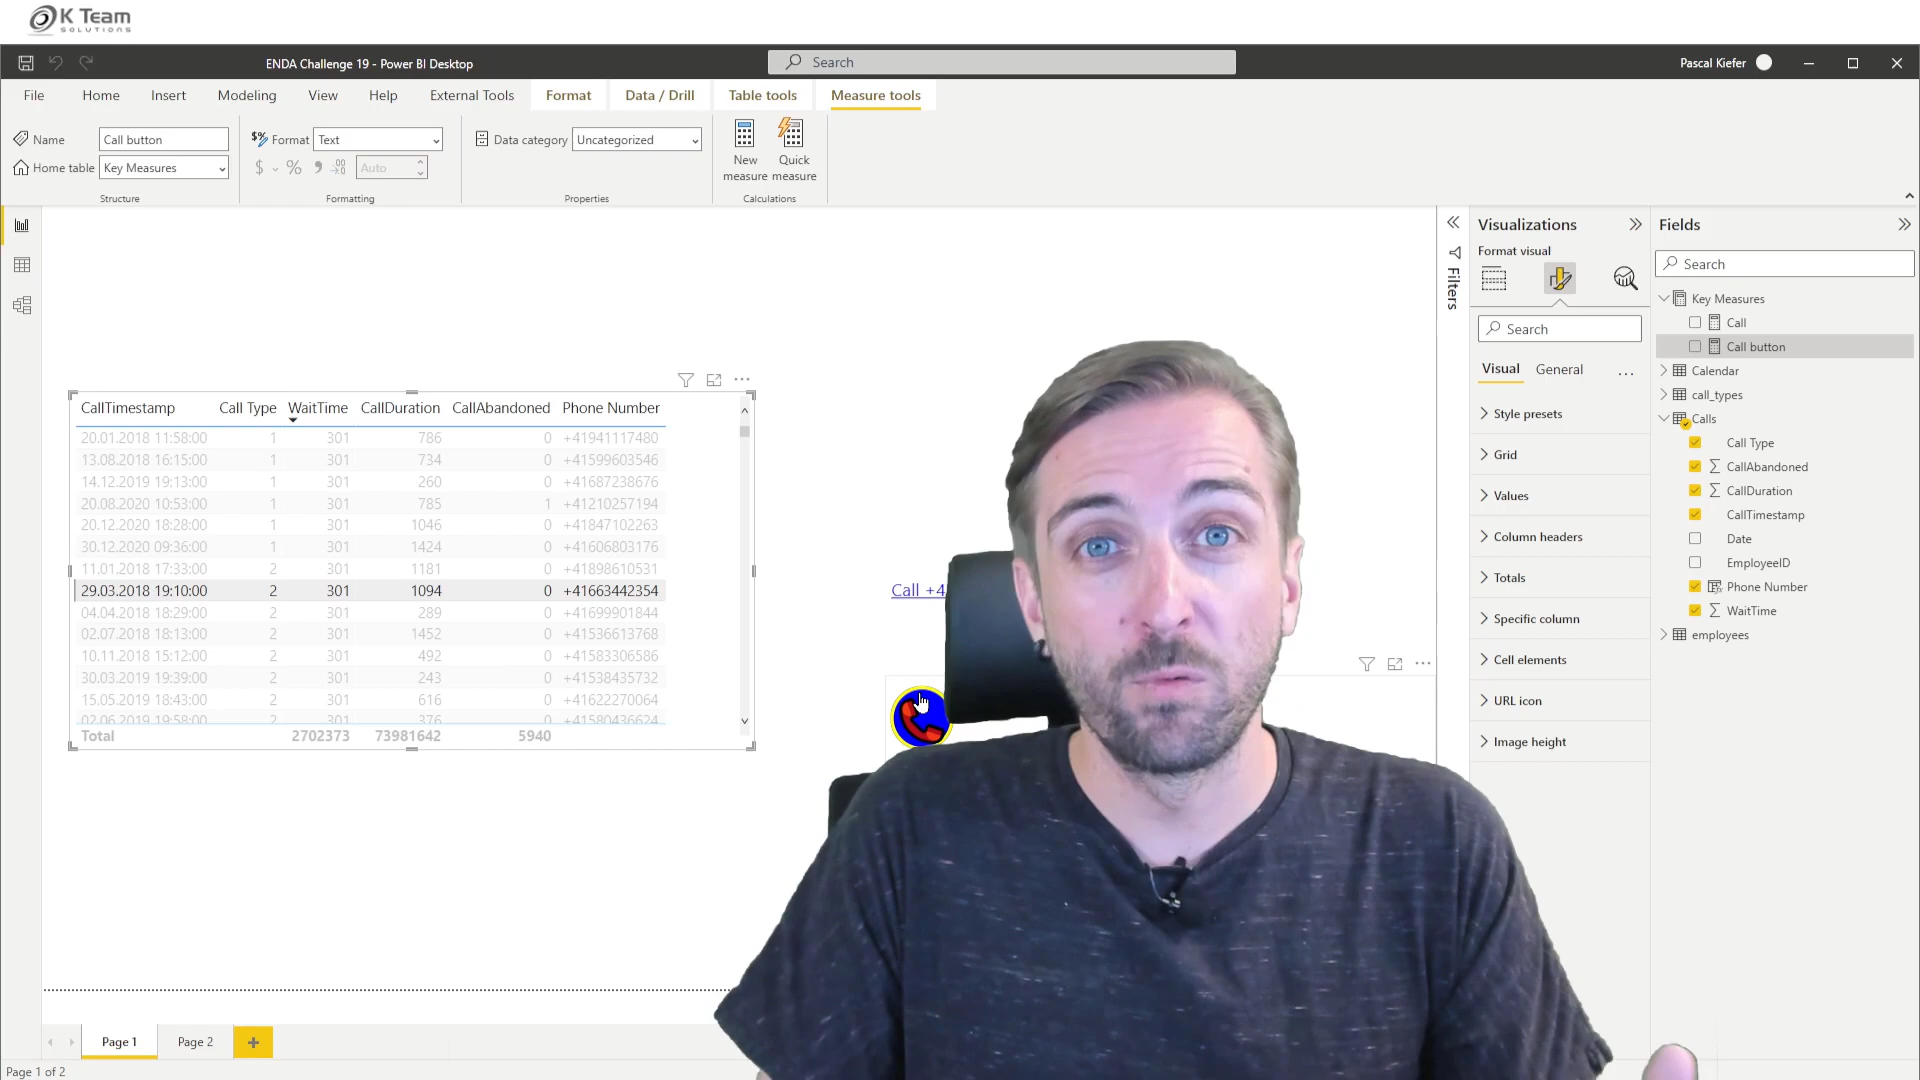 K Team
SOLUTIONS
ENDA Challenge 19 - Power BI Desktop
Search
Pascal Kiefer
File Home Insert Modeling View Help External Tools Format Data / Drill Table tools Measure tools
Name Call button
Format Text
Data category Uncategorized
Home table Key Measures
$ % Auto
New measure
Quick measure
Structure Formatting Properties Calculations
Filters
Visualizations
Format visual
Search
Visual General ...
Style presets
Grid
Values
Column headers
Totals
Specific column
Cell elements
URL icon
Image height
Fields
Search
Key Measures
Call
Call button
Calendar
call_types
Calls
Call Type
CallAbandoned
CallDuration
CallTimestamp
Date
EmployeeID
Phone Number
WaitTime
employees
CallTimestamp Call Type WaitTime CallDuration CallAbandoned Phone Number
20.01.2018 11:58:00 1 301 786 0 +41941117480
13.08.2018 16:15:00 1 301 734 0 +41599603546
14.12.2019 19:13:00 1 301 260 0 +41687238676
20.08.2020 10:53:00 1 301 785 1 +41210257194
20.12.2020 18:28:00 1 301 1046 0 +41847102263
30.12.2020 09:36:00 1 301 1424 0 +41606803176
11.01.2018 17:33:00 2 301 1181 0 +41898610531
29.03.2018 19:10:00 2 301 1094 0 +41663442354
04.04.2018 18:29:00 2 301 289 0 +41699901844
02.07.2018 18:13:00 2 301 1452 0 +41536613768
10.11.2018 15:12:00 2 301 492 0 +41583306586
30.03.2019 19:39:00 2 301 243 0 +41538435732
15.05.2019 18:43:00 2 301 616 0 +41622270064
02.06.2019 19:58:00 2 301 376 0 +41580436624
Total 2702373 73981642 5940
Call +4
Page 1 Page 2 +
Page 1 of 2